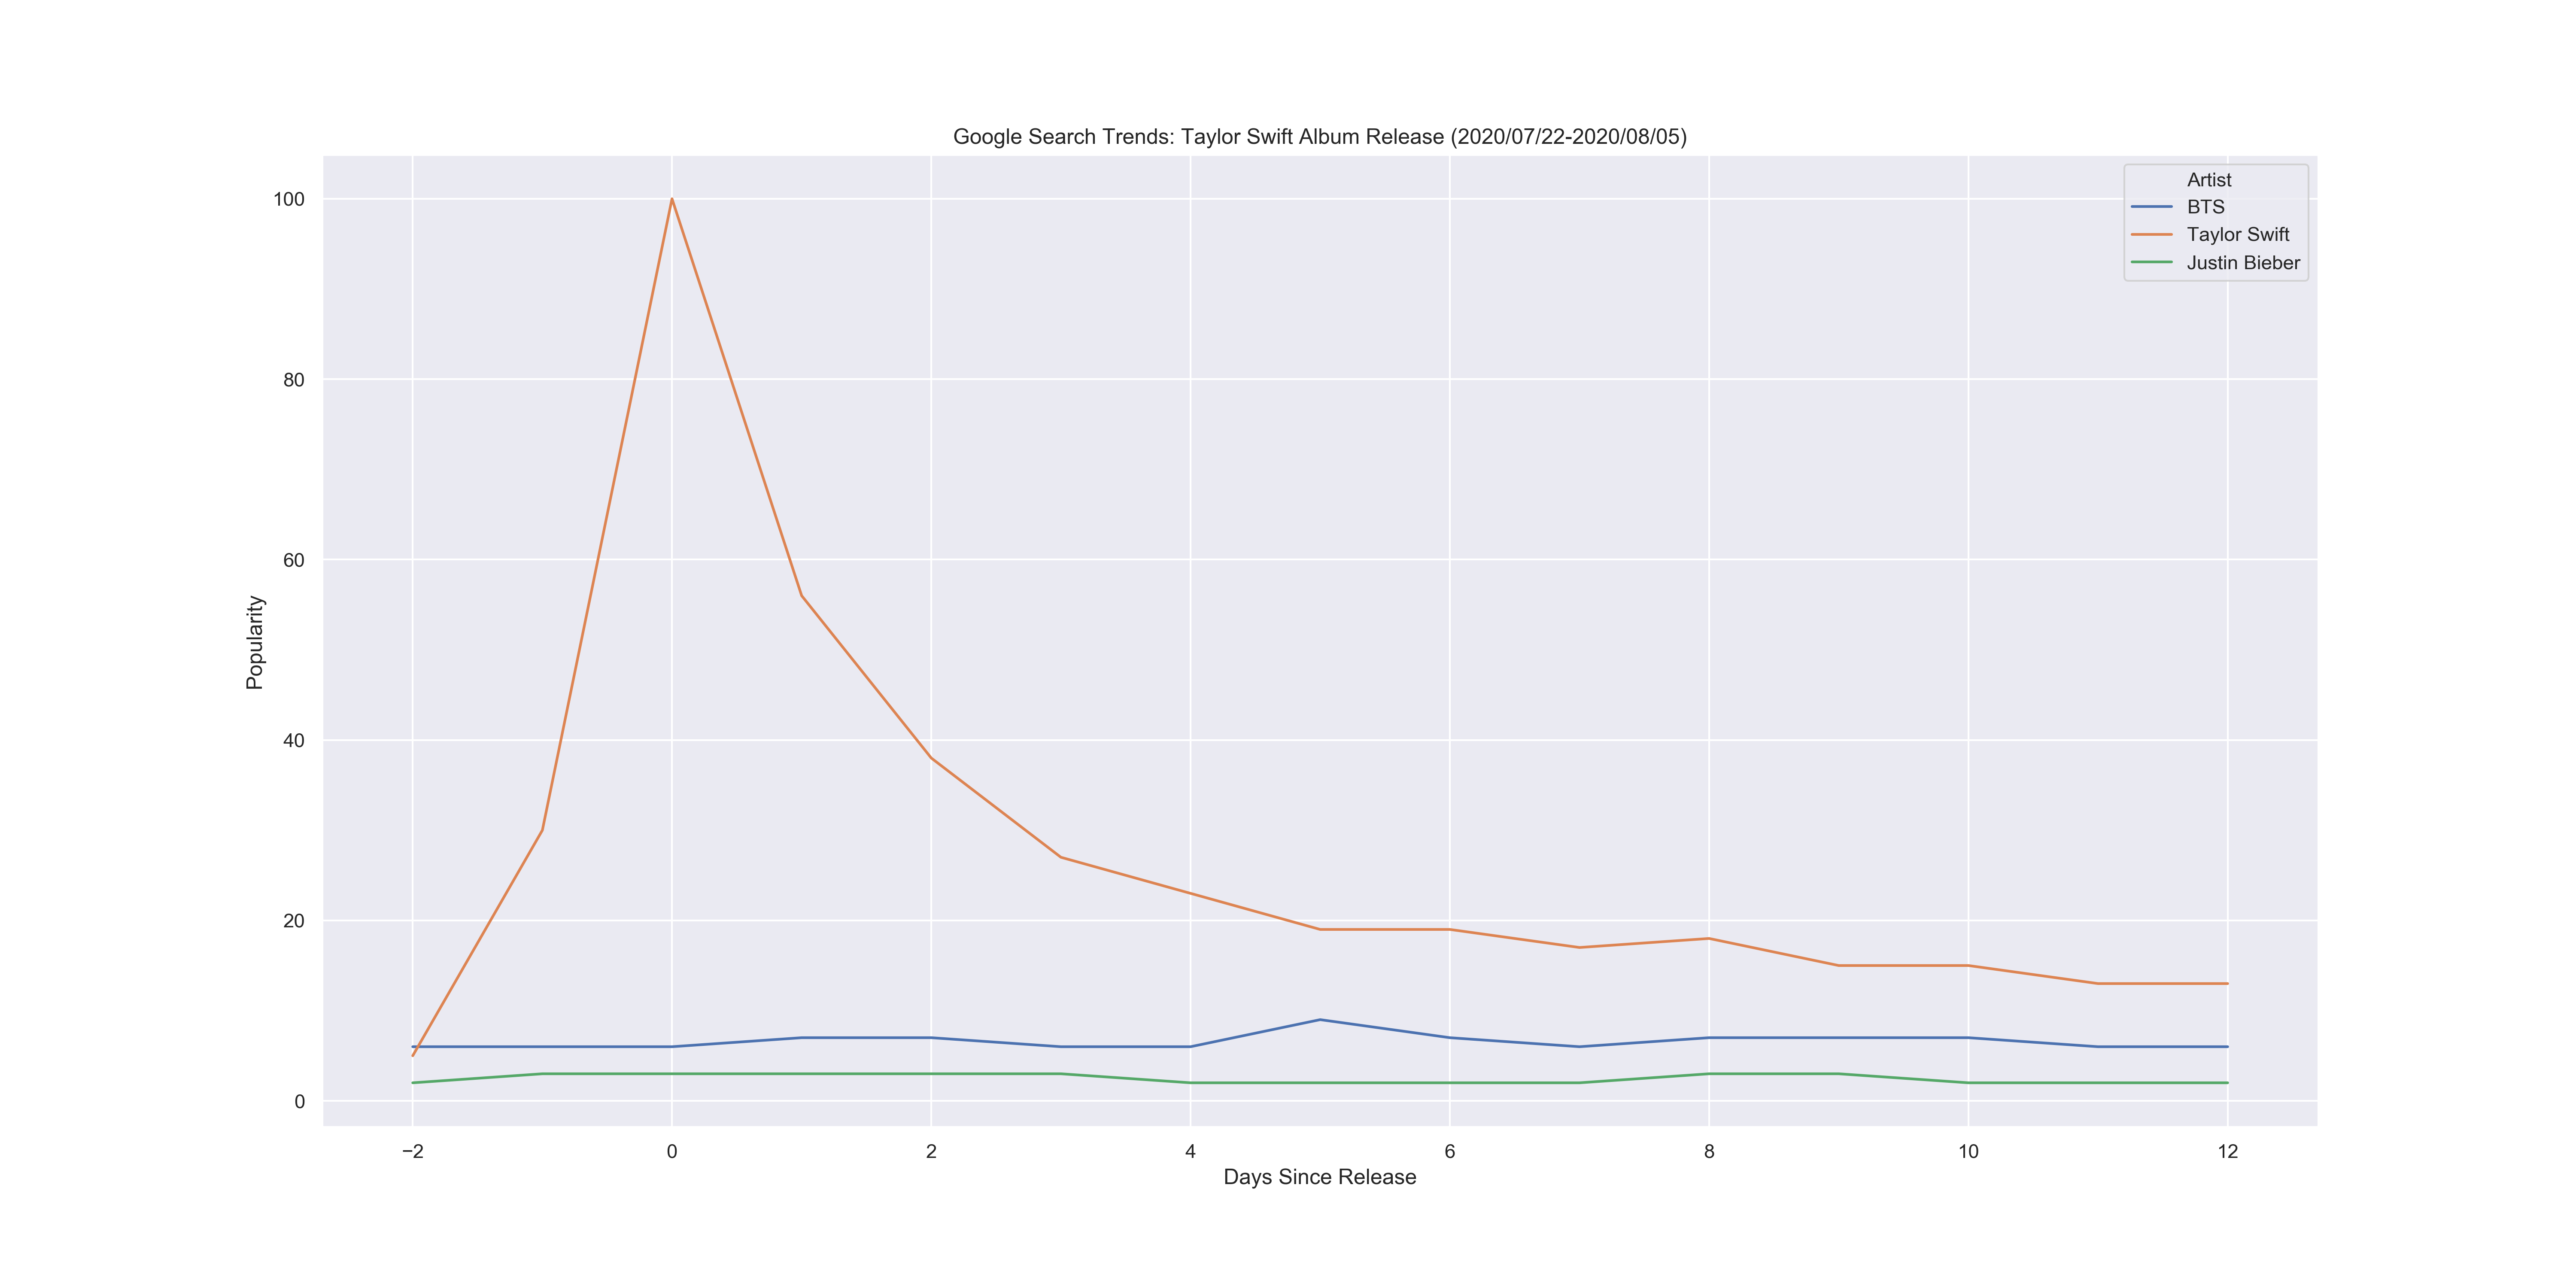 Google Search Trends: Taylor Swift Album Release (2020/07/22-2020/08/05)
Artist
BTS
Taylor Swift
Justin Bieber
100
80
60
40
20
0
Popularity
−2 0 2 4 6 8 10 12
Days Since Release